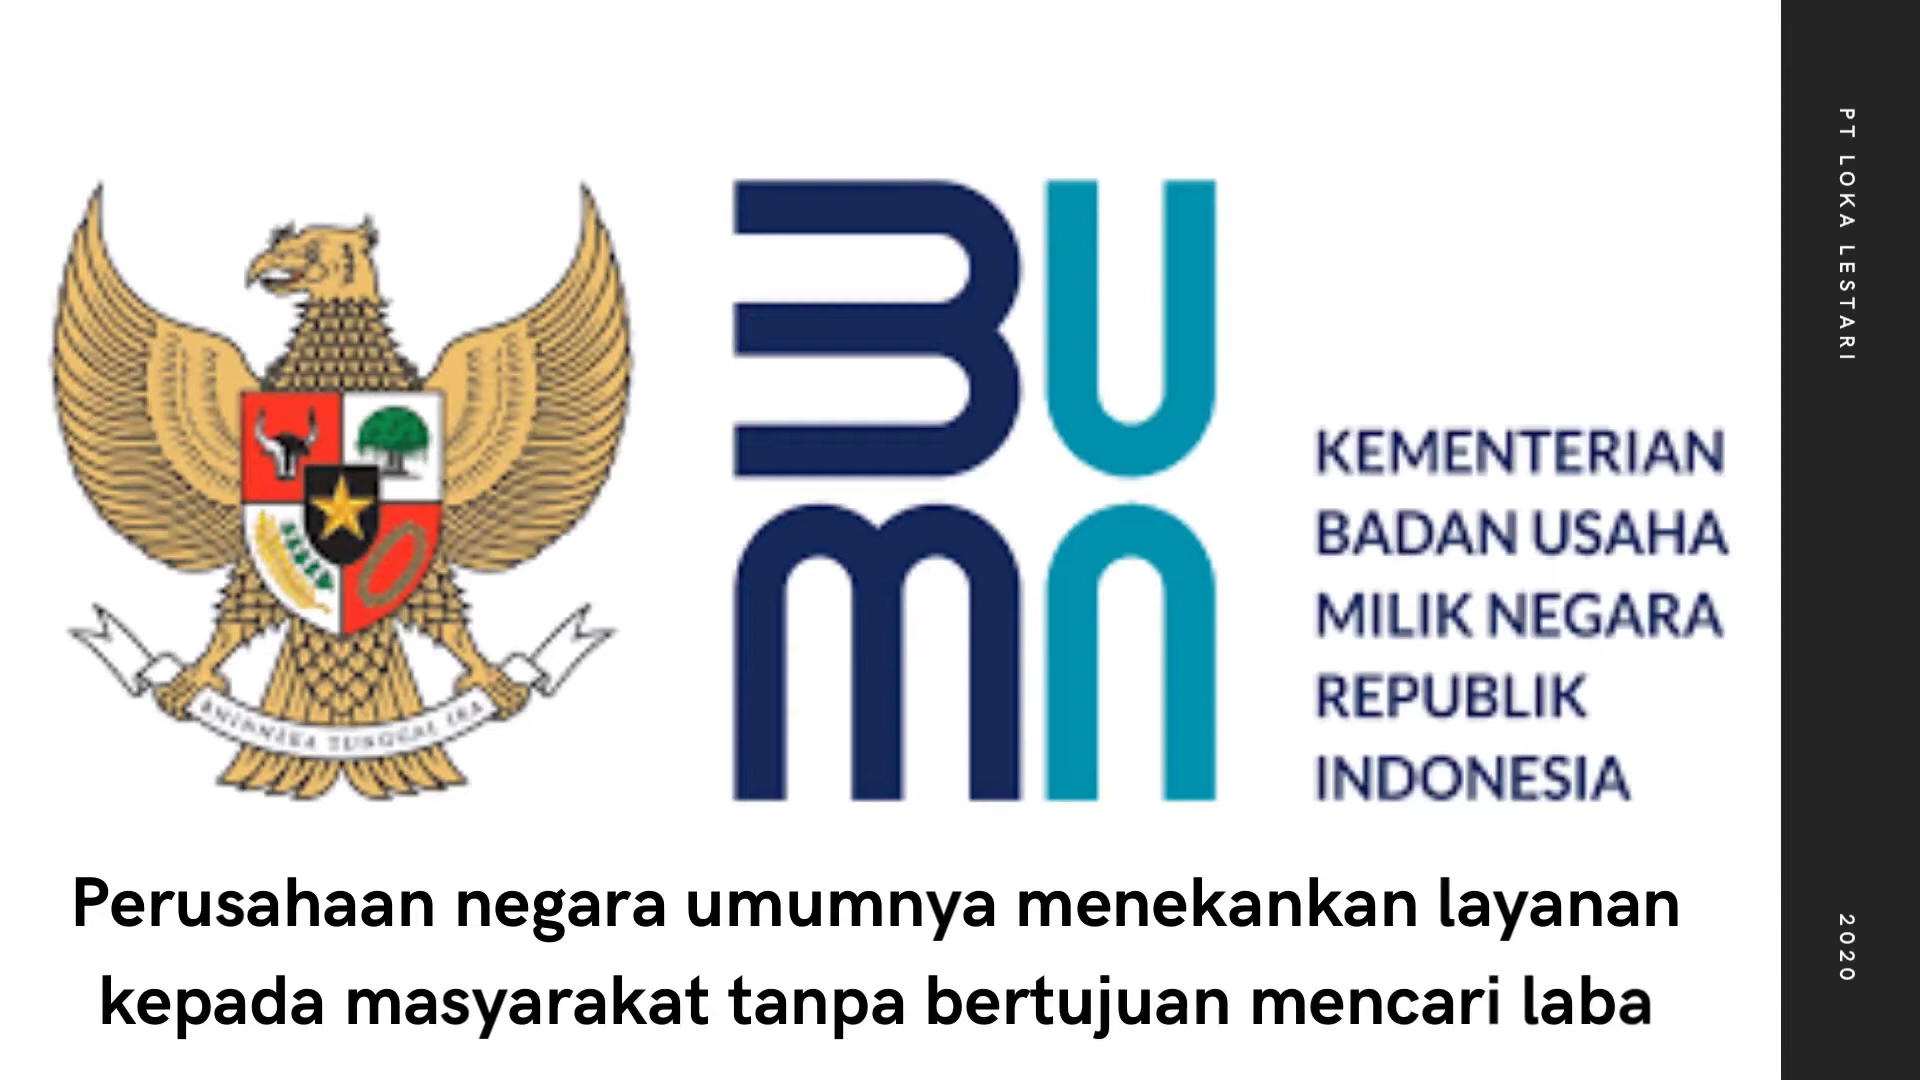 BHINNEKA TUNGGAL IKA
BUMN
KEMENTERIAN
BADAN USAHA
MILIK NEGARA
REPUBLIK
INDONESIA
Perusahaan negara umumnya menekankan layanan
kepada masyarakat tanpa bertujuan mencari laba
PT LOKA LESTARI
2020